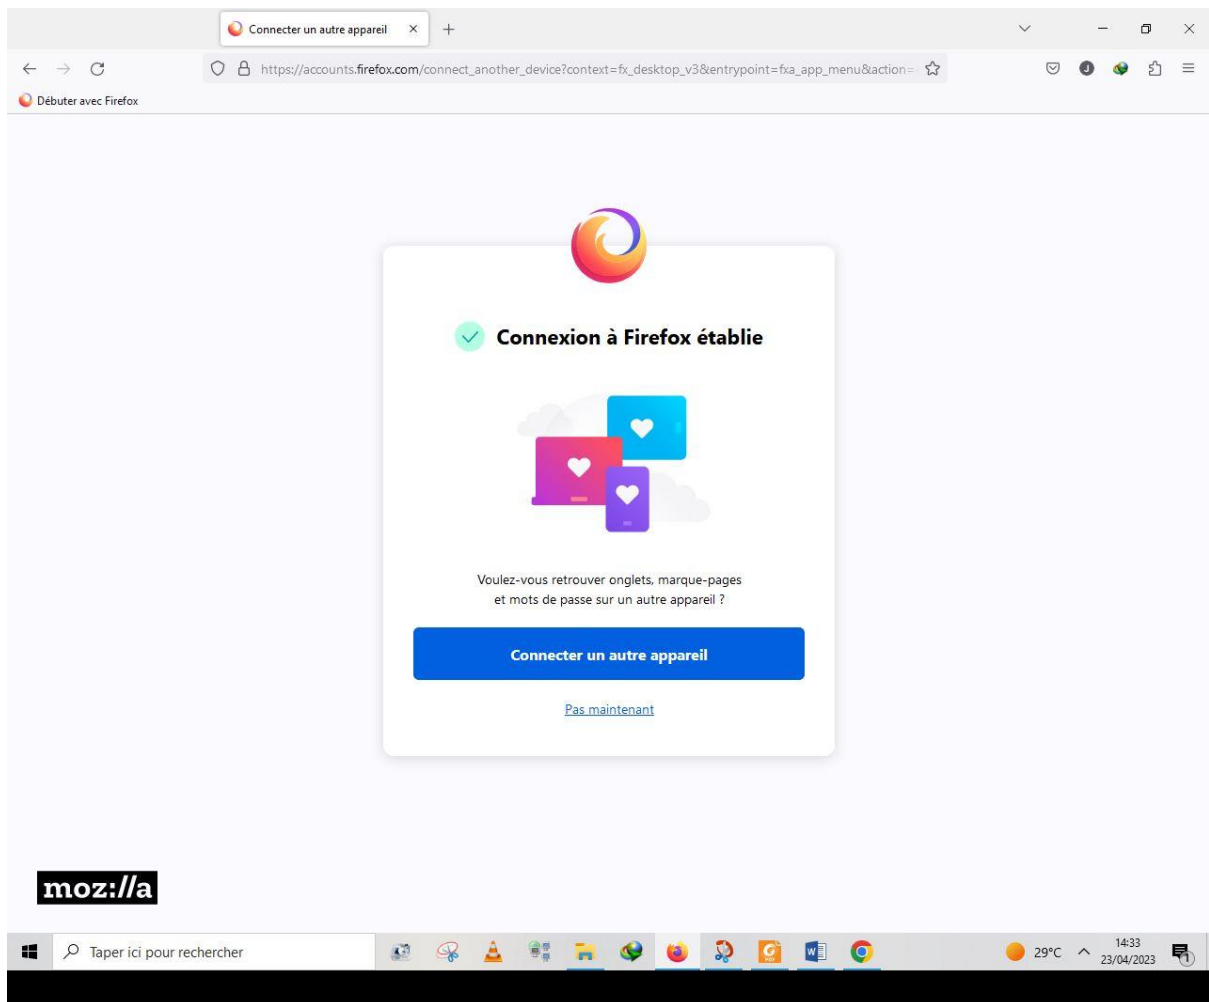 Connecter un autre appareil
https://accounts.firefox.com/connect_another_device?context=fx_desktop_v3&entrypoint=fxa_app_menu&action=
J
Débuter avec Firefox
Connexion à Firefox établie
Voulez-vous retrouver onglets, marque-pages
et mots de passe sur un autre appareil ?
Connecter un autre appareil
Pas maintenant
moz://a
Taper ici pour rechercher
29°C
14:33
23/04/2023
1